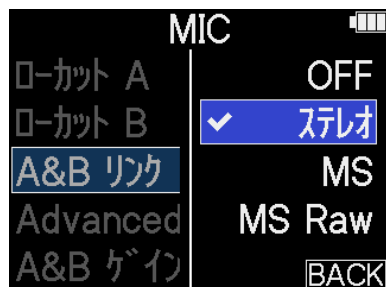 MIC
ローカット A
ローカット B
A&B リンク
Advanced
A&B ゲイン
OFF
ステレオ
MS
MS Raw
BACK